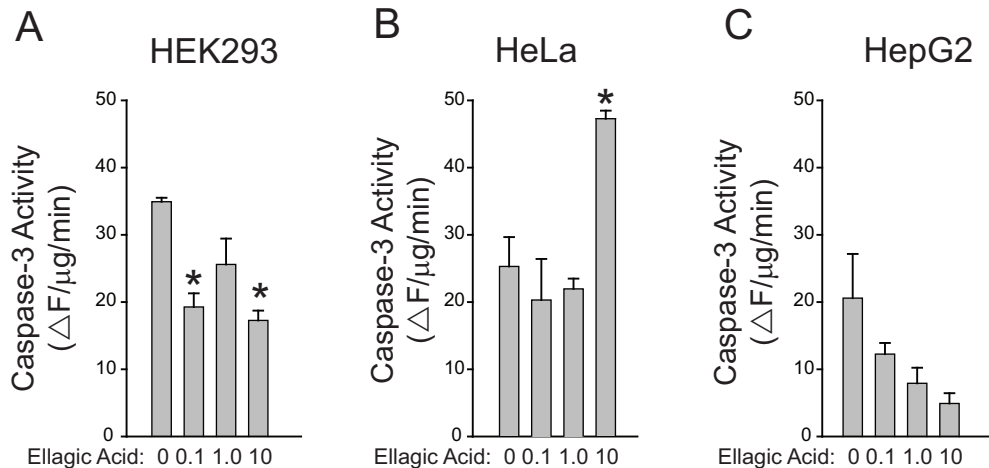 A
HEK293
Caspase-3 Activity
(△F/μg/min)
50
40
30
20
10
0
*
*
Ellagic Acid: 0 0.1 1.0 10
B
HeLa
Caspase-3 Activity
(△F/μg/min)
50
40
30
20
10
0
*
Ellagic Acid: 0 0.1 1.0 10
C
HepG2
Caspase-3 Activity
(△F/μg/min)
50
40
30
20
10
0
Ellagic Acid: 0 0.1 1.0 10